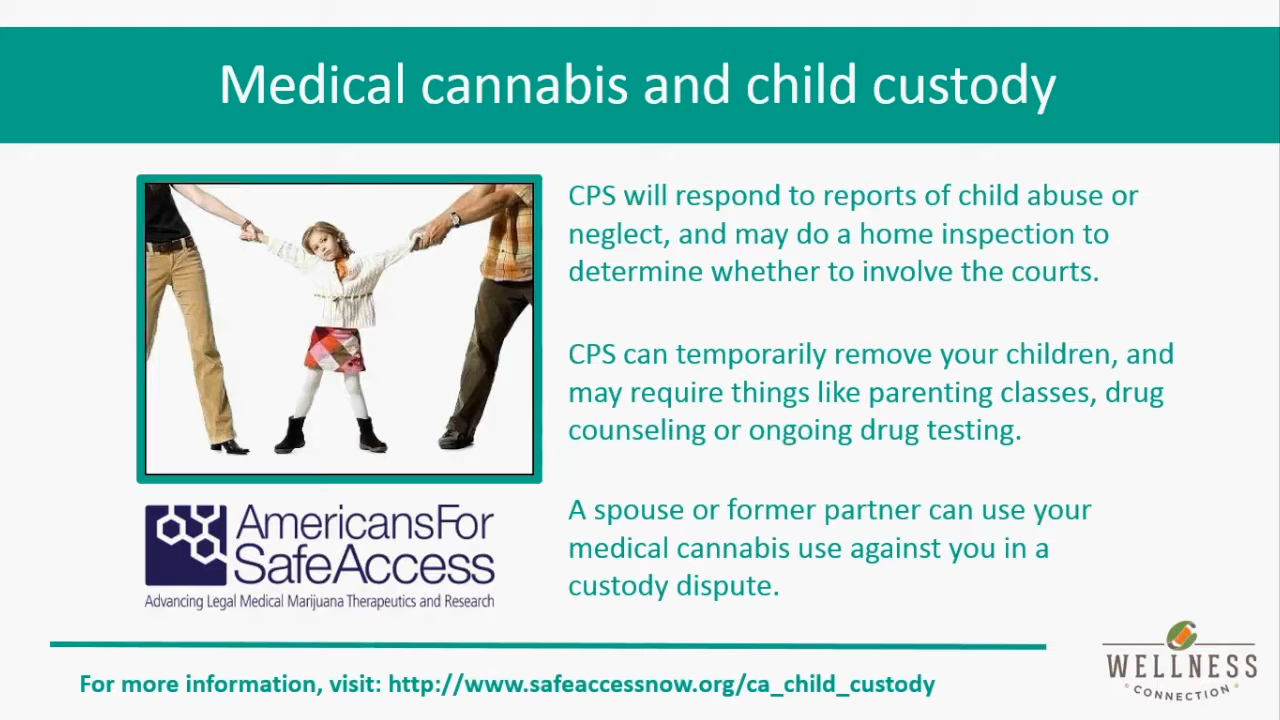 Medical cannabis and child custody
CPS will respond to reports of child abuse or
neglect, and may do a home inspection to
determine whether to involve the courts.
CPS can temporarily remove your children, and
may require things like parenting classes, drug
counseling or ongoing drug testing.
A spouse or former partner can use your
medical cannabis use against you in a
custody dispute.
AmericansFor
SafeAccess
Advancing Legal Medical Marijuana Therapeutics and Research
For more information, visit: http://www.safeaccessnow.org/ca_child_custody
WELLNESS
CONNECTION